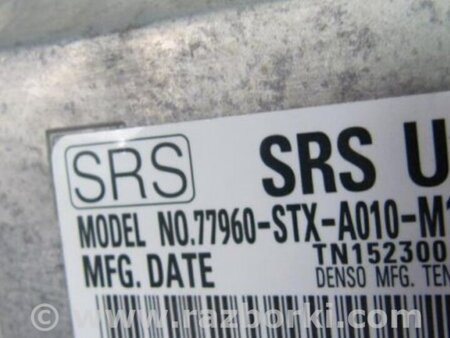 SRS SRS U
MODEL NO.77960-STX-A010-M1
TN152300
MFG. DATE DENSO MFG. TEN
© www.razborki.com